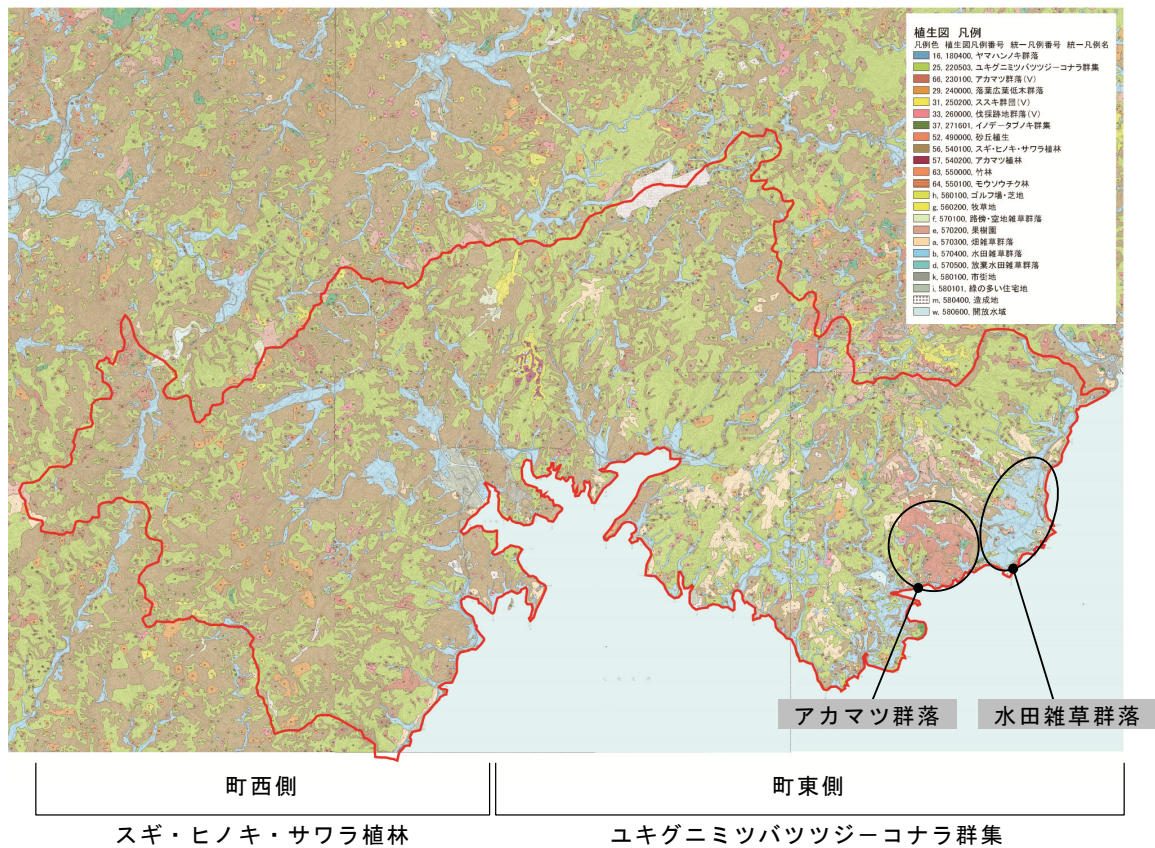 植生図 凡例
凡例色 植生図凡例番号 統一凡例番号 統一凡例名
16, 180400, ヤマハンノキ群落
25, 220503, ユキグニミツバツツジーコナラ群集
66, 230100, アカマツ群落(Ⅴ)
29, 240000, 落葉広葉低木群落
31, 250200, ススキ群団(Ⅴ)
33, 260000, 伐採跡地群落(Ⅴ)
37, 271601, イノデータブノキ群集
52, 490000, 砂丘植生
56, 540100, スギ・ヒノキ・サワラ植林
57, 540200, アカマツ植林
63, 550000, 竹林
64, 550100, モウソウチク林
h, 560100, ゴルフ場・芝地
g, 560200, 牧草地
f, 570100, 路傍・空地雑草群落
e, 570200, 果樹園
a, 570300, 畑雑草群落
b, 570400, 水田雑草群落
d, 570500, 放棄水田雑草群落
k, 580100, 市街地
i, 580101, 緑の多い住宅地
m, 580400, 造成地
w, 580600, 開放水域
アカマツ群落
水田雑草群落
町西側
町東側
スギ・ヒノキ・サワラ植林
ユキグニミツバツツジーコナラ群集